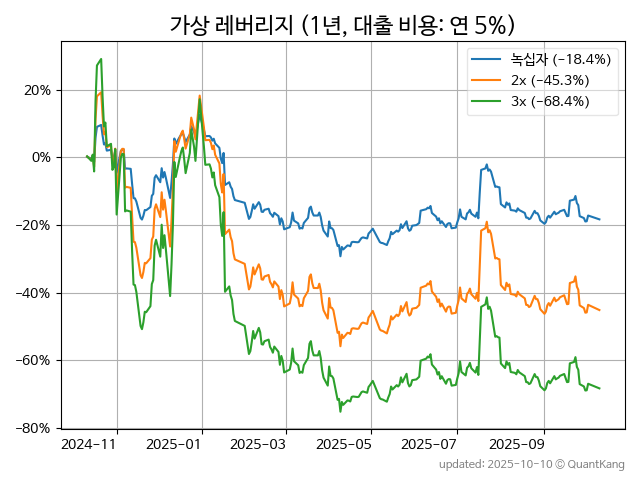 가상 레버리지 (1년, 대출 비용: 연 5%)
녹십자 (−18.4%)
2x (−45.3%)
3x (−68.4%)
20%
0%
−20%
−40%
−60%
−80%
2024−11 2025−01 2025−03 2025−05 2025−07 2025−09
updated: 2025-10-10 © QuantKang